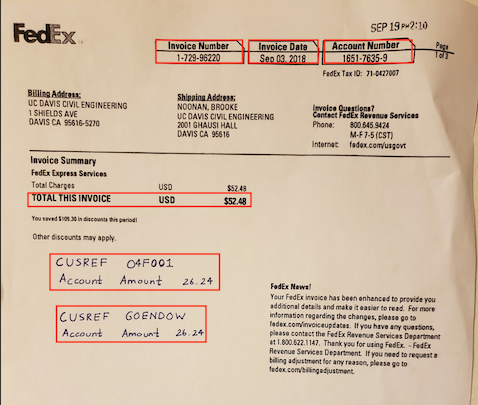 FedEx
SEP 19 PM 2:10
Invoice Number
1-729-96220
Invoice Date
Sep 03, 2018
Account Number
1651-7635-9
Page
1 of 3
FedEx Tax ID: 71-0427007
Billing Address:
UC DAVIS CIVIL ENGINEERING
1 SHIELDS AVE
DAVIS CA 95616-5270
Shipping Address:
NOONAN, BROOKE
UC DAVIS CIVIL ENGINEERING
2001 GHAUSI HALL
DAVIS CA 95616
Invoice Questions?
Contact FedEx Revenue Services
Phone: 800.645.9424
M-F 7-5 (CST)
Internet: fedex.com/usgovt
Invoice Summary
FedEx Express Services
Total Charges USD $52.48
TOTAL THIS INVOICE USD $52.48
You saved $109.30 in discounts this period!
Other discounts may apply.
CUSREF 04F001
Account Amount 26.24
CUSREF GOENDOW
Account Amount 26.24
FedEx News!
Your FedEx invoice has been enhanced to provide you
additional details and make it easier to read. For more
information regarding the changes, please go to
fedex.com/invoiceupdates. If you have any questions,
please contact the FedEx Revenue Services Department
at 1.800.622.1147. Thank you for using FedEx. - FedEx
Revenue Services Department. If you need to request a
billing adjustment for any reason, please go to
fedex.com/billingadjustment.